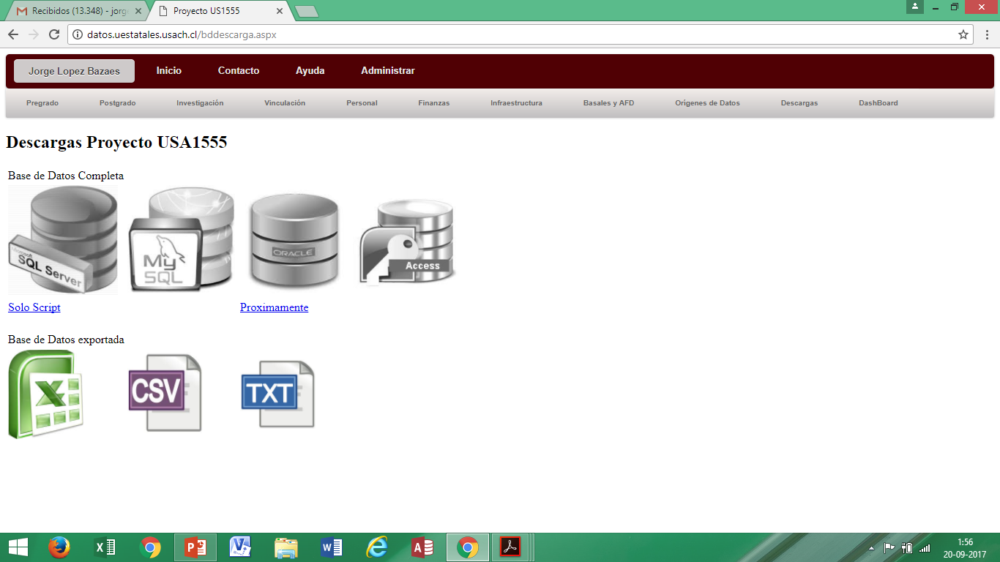 Recibidos (13.348) - jorge
Proyecto US1555
datos.uestatales.usach.cl/bddescarga.aspx
Jorge Lopez Bazaes Inicio Contacto Ayuda Administrar
Pregrado Postgrado Investigación Vinculación Personal Finanzas Infraestructura Basales y AFD Orígenes de Datos Descargas DashBoard
Descargas Proyecto USA1555
Base de Datos Completa
Microsoft
SQL Server
My
SQL
ORACLE
Access
Solo Script Proximamente
Base de Datos exportada
X
CSV
TXT
1:56
20-09-2017